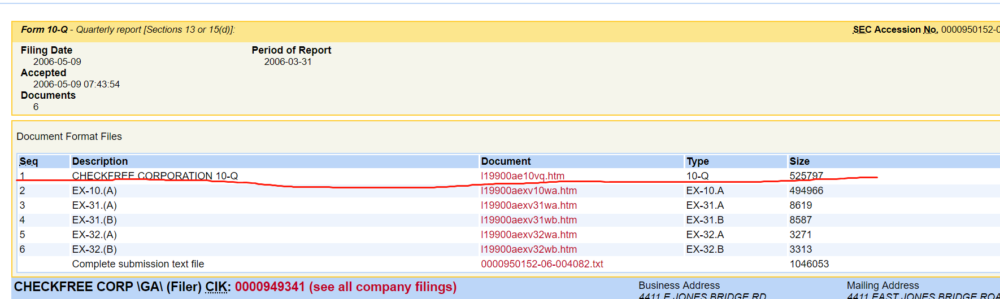 Form 10-Q - Quarterly report [Sections 13 or 15(d)]: SEC Accession No. 0000950152-0
Filing Date Period of Report
2006-05-09 2006-03-31
Accepted
2006-05-09 07:43:54
Documents
6
Document Format Files
Seq Description Document Type Size
1 CHECKFREE CORPORATION 10-Q l19900ae10vq.htm 10-Q 525797
2 EX-10.(A) l19900aexv10wa.htm EX-10.A 494966
3 EX-31.(A) l19900aexv31wa.htm EX-31.A 8619
4 EX-31.(B) l19900aexv31wb.htm EX-31.B 8587
5 EX-32.(A) l19900aexv32wa.htm EX-32.A 3271
6 EX-32.(B) l19900aexv32wb.htm EX-32.B 3313
Complete submission text file 0000950152-06-004082.txt 1046053
CHECKFREE CORP \GA\ (Filer) CIK: 0000949341 (see all company filings) Business Address Mailing Address
4411 E JONES BRIDGE RD 4411 EAST JONES BRIDGE ROA